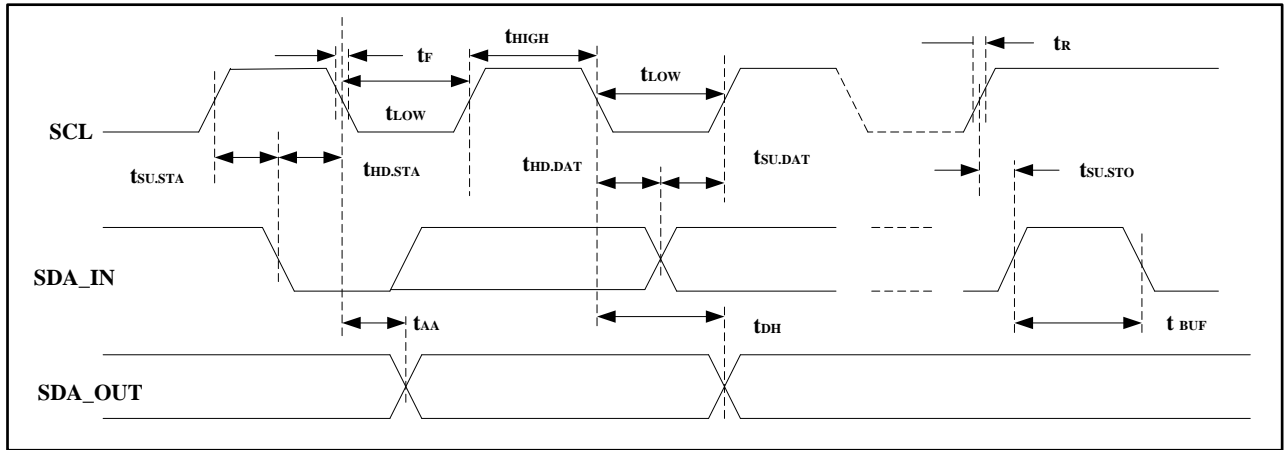 tHIGH
tF
tR
tLOW
tLOW
SCL
tSU.STA
tHD.STA
tHD.DAT
tSU.DAT
tSU.STO
SDA_IN
tAA
tDH
t BUF
SDA_OUT